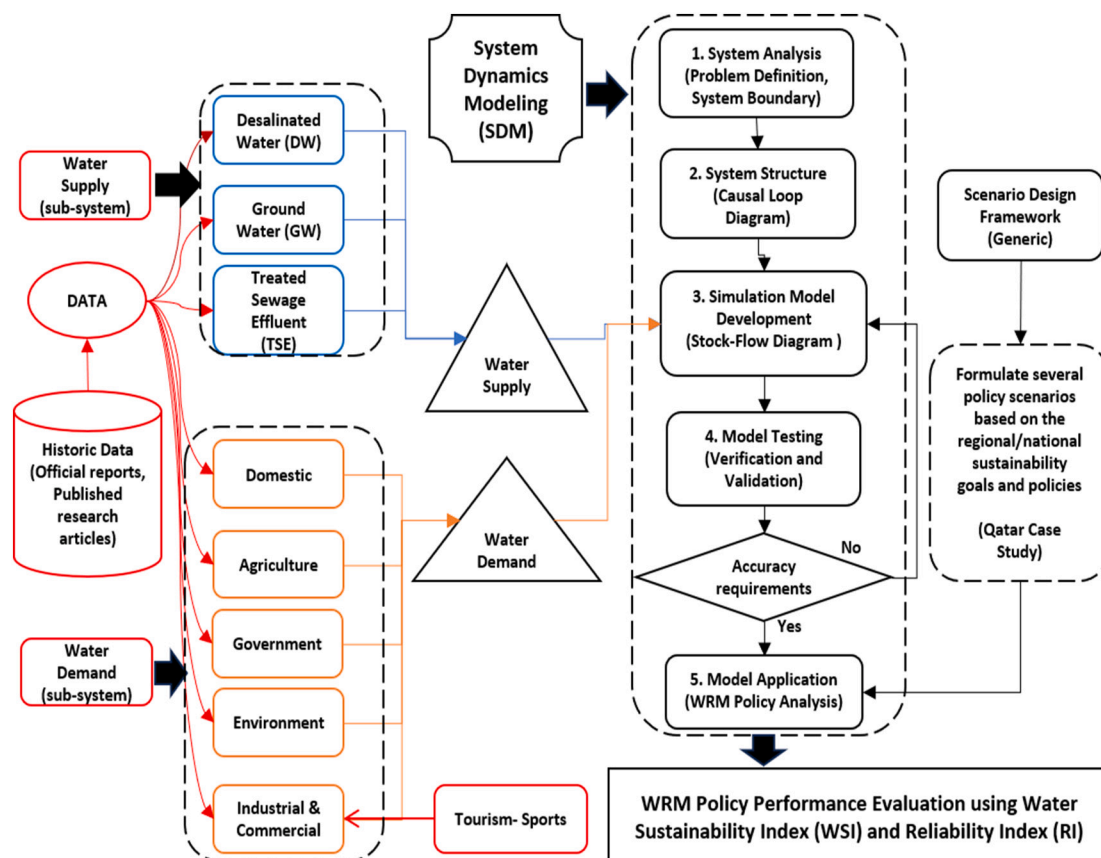 System
Dynamics
Modeling
(SDM)
1. System Analysis
(Problem Definition,
System Boundary)
Desalinated
Water (DW)
Water
Supply
(sub-system)
2. System Structure
(Causal Loop
Diagram)
Scenario Design
Framework
(Generic)
Ground
Water (GW)
DATA
Treated
Sewage
Effluent
(TSE)
3. Simulation Model
Development
(Stock-Flow Diagram )
Water
Supply
Formulate several
policy scenarios
based on the
regional/national
sustainability
goals and policies
(Qatar Case
Study)
Historic Data
(Official reports,
Published
research
articles)
Domestic
4. Model Testing
(Verification and
Validation)
Water
Demand
Agriculture
No
Accuracy
requirements
Yes
Government
Water
Demand
(sub-system)
5. Model Application
(WRM Policy Analysis)
Environment
Industrial &
Commercial
Tourism- Sports
WRM Policy Performance Evaluation using Water
Sustainability Index (WSI) and Reliability Index (RI)